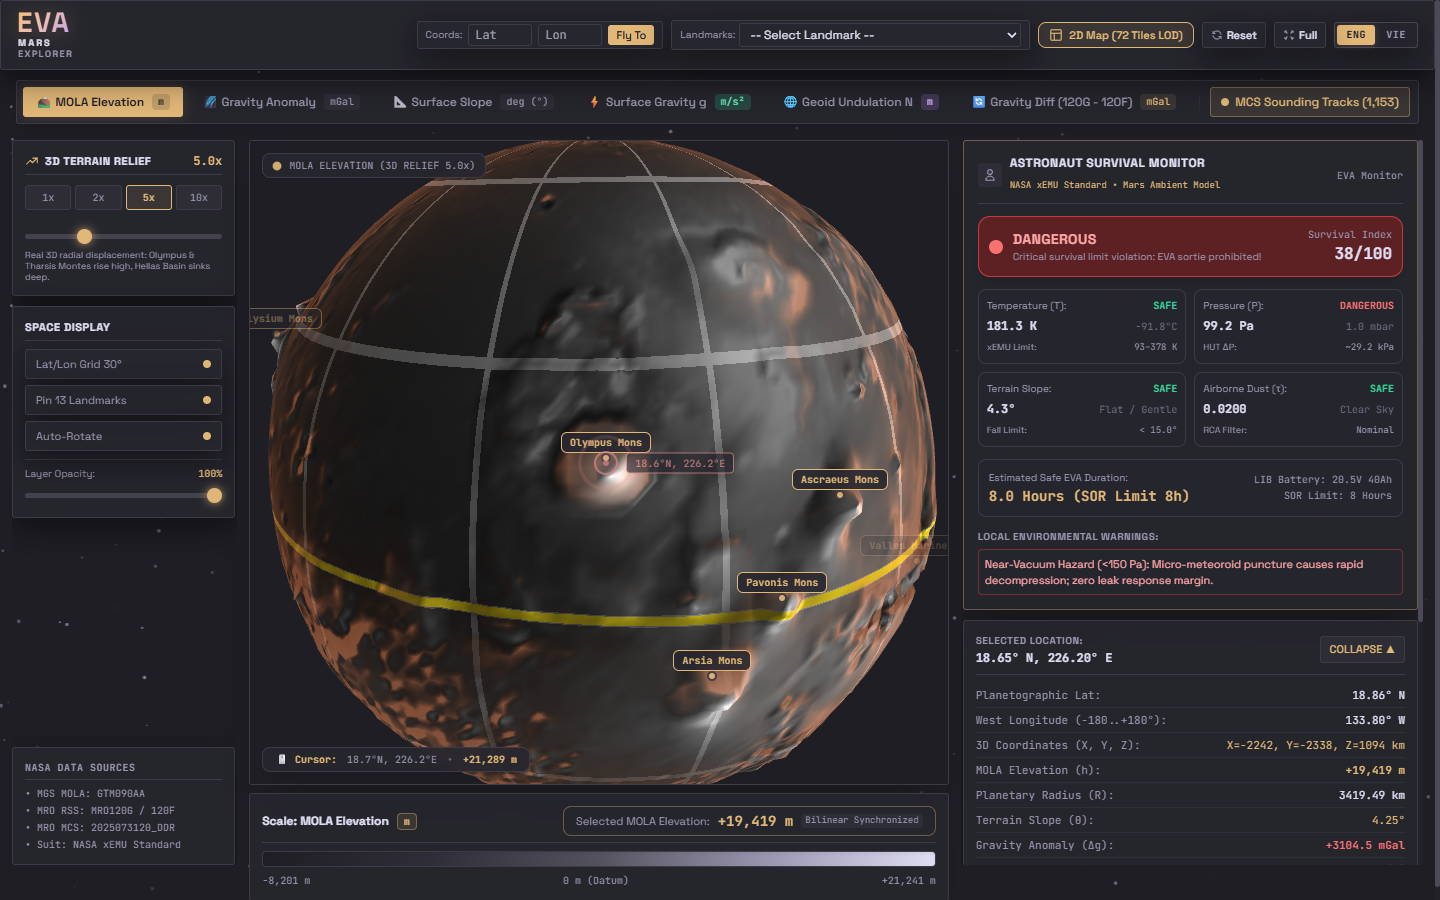 EVA
MARS
EXPLORER
Coords: Lat Lon Fly To
Landmarks: -- Select Landmark --
2D Map (72 Tiles LOD)
Reset
Full
ENG VIE
MOLA Elevation m
Gravity Anomaly mGal
Surface Slope deg (°)
Surface Gravity g m/s²
Geoid Undulation N m
Gravity Diff (120G - 120F) mGal
MCS Sounding Tracks (1,153)
3D TERRAIN RELIEF 5.0x
1x 2x 5x 10x
Real 3D radial displacement: Olympus &
Tharsis Montes rise high, Hellas Basin sinks
deep.
SPACE DISPLAY
Lat/Lon Grid 30°
Pin 13 Landmarks
Auto-Rotate
Layer Opacity: 100%
NASA DATA SOURCES
• MGS MOLA: GTM090AA
• MRO RSS: MRO120G / 120F
• MRO MCS: 2025073120_DDR
• Suit: NASA xEMU Standard
MOLA ELEVATION (3D RELIEF 5.0x)
lysium Mons
Olympus Mons
18.6°N, 226.2°E
Ascraeus Mons
Valles Marine
Pavonis Mons
Arsia Mons
Cursor: 18.7°N, 226.2°E • +21,289 m
Scale: MOLA Elevation m
Selected MOLA Elevation: +19,419 m Bilinear Synchronized
-8,201 m 0 m (Datum) +21,241 m
ASTRONAUT SURVIVAL MONITOR
NASA xEMU Standard • Mars Ambient Model
EVA Monitor
DANGEROUS
Critical survival limit violation: EVA sortie prohibited!
Survival Index
38/100
Temperature (T): SAFE
181.3 K -91.8°C
xEMU Limit: 93–378 K
Pressure (P): DANGEROUS
99.2 Pa 1.0 mbar
HUT ΔP: ~29.2 kPa
Terrain Slope: SAFE
4.3° Flat / Gentle
Fall Limit: < 15.0°
Airborne Dust (τ): SAFE
0.0200 Clear Sky
RCA Filter: Nominal
Estimated Safe EVA Duration:
8.0 Hours (SOR Limit 8h)
LIB Battery: 20.5V 40Ah
SOR Limit: 8 Hours
LOCAL ENVIRONMENTAL WARNINGS:
Near-Vacuum Hazard (<150 Pa): Micro-meteoroid puncture causes rapid
decompression; zero leak response margin.
SELECTED LOCATION:
18.65° N, 226.20° E
COLLAPSE ▲
Planetographic Lat: 18.86° N
West Longitude (-180..+180°): 133.80° W
3D Coordinates (X, Y, Z): X=-2242, Y=-2338, Z=1094 km
MOLA Elevation (h): +19,419 m
Planetary Radius (R): 3419.49 km
Terrain Slope (θ): 4.25°
Gravity Anomaly (Δg): +3104.5 mGal